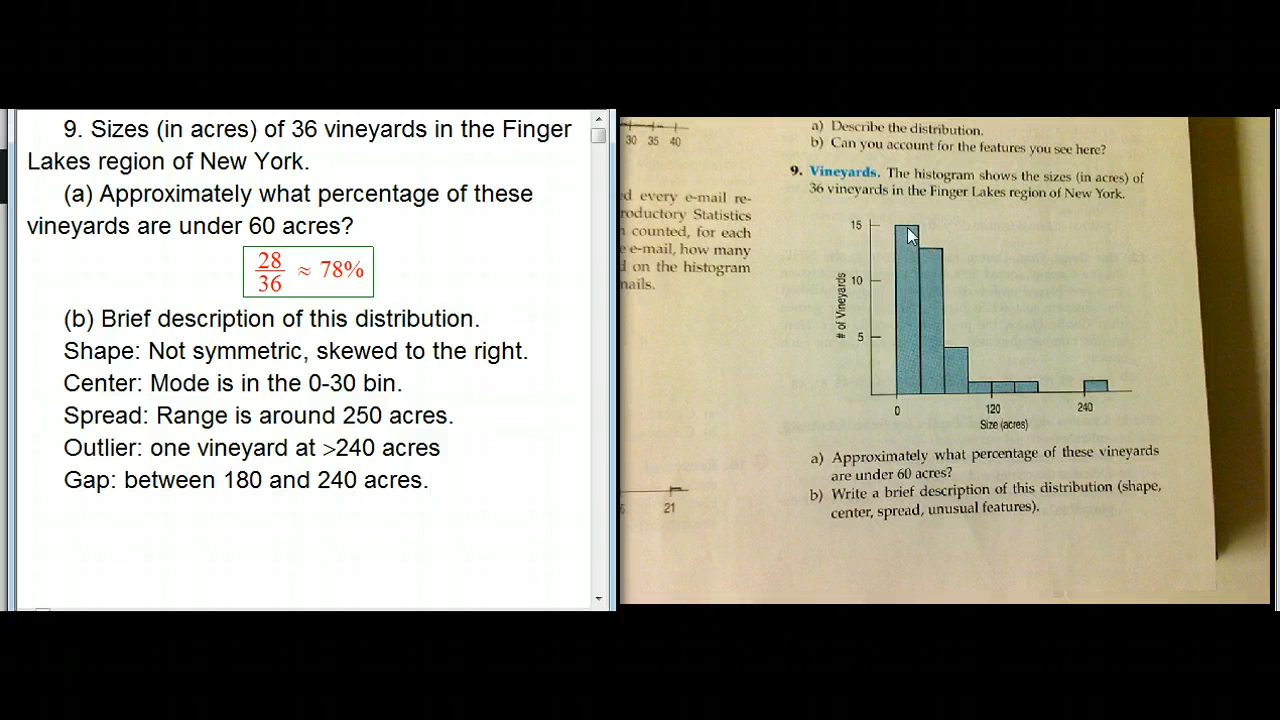 9. Sizes (in acres) of 36 vineyards in the Finger
Lakes region of New York.
(a) Approximately what percentage of these
vineyards are under 60 acres?
28
36
≈ 78%
(b) Brief description of this distribution.
Shape: Not symmetric, skewed to the right.
Center: Mode is in the 0-30 bin.
Spread: Range is around 250 acres.
Outlier: one vineyard at >240 acres
Gap: between 180 and 240 acres.
30 35 40
ed every e-mail re-
roductory Statistics
counted, for each
e e-mail, how many
d on the histogram
nails.
21
a) Describe the distribution.
b) Can you account for the features you see here?
9. Vineyards. The histogram shows the sizes (in acres) of
36 vineyards in the Finger Lakes region of New York.
15
10
5
# of Vineyards
0 120 240
Size (acres)
a) Approximately what percentage of these vineyards
are under 60 acres?
b) Write a brief description of this distribution (shape,
center, spread, unusual features).